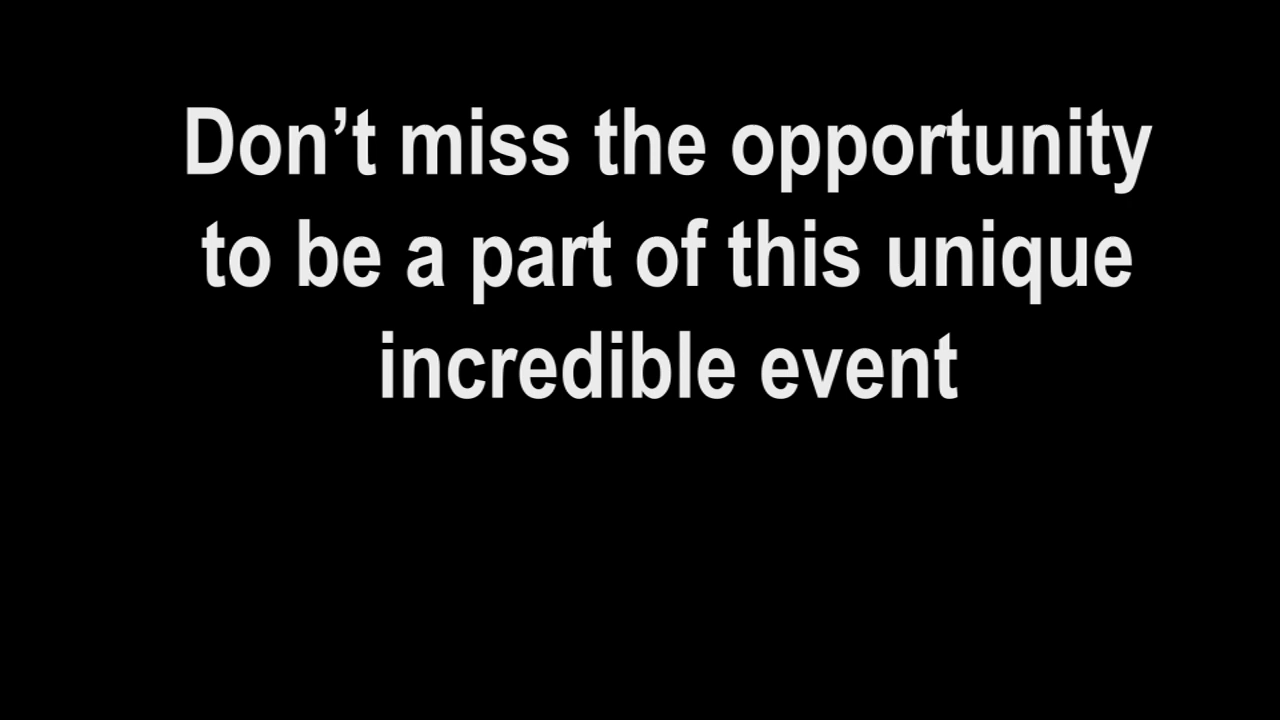 Don’t miss the opportunity
to be a part of this unique
incredible event